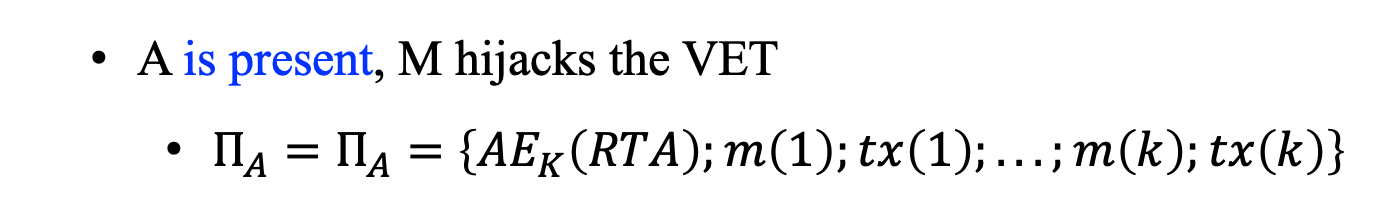 • A is present, M hijacks the VET
• Π_A = Π_A = {AE_K(RTA); m(1); tx(1); ...; m(k); tx(k)}